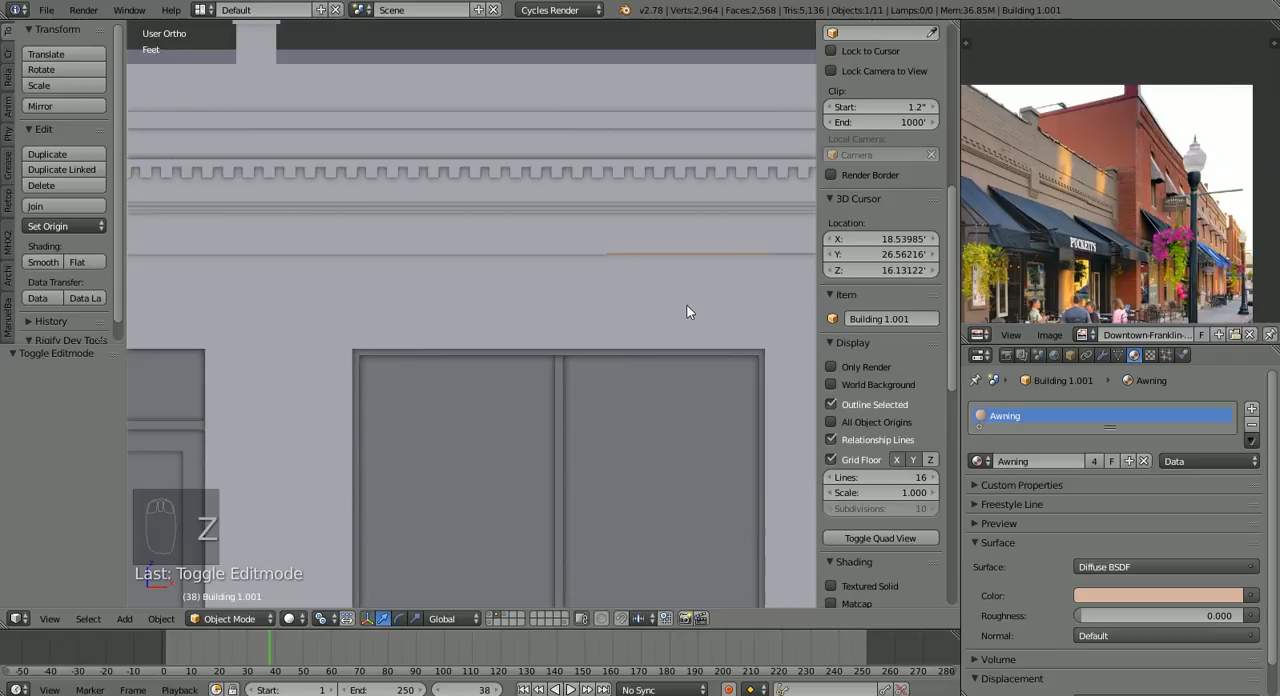 File Render Window Help Default Scene Cycles Render v2.78 | Verts:2,964 | Faces:2,568 | Tris:5,136 | Objects:1/11 | Lamps:0/0 | Mem:36.85M | Building 1.001
Transform
Translate
Rotate
Scale
Mirror
Edit
Duplicate
Duplicate Linked
Delete
Join
Set Origin
Shading:
Smooth Flat
Data Transfer:
Data Data La
History
Rigify Dev Tools
Toggle Editmode
User Ortho
Feet
Z
Last: Toggle Editmode
(38) Building 1.001
Lock to Cursor
Lock Camera to View
Clip:
Start: 1.2"
End: 1000'
Local Camera:
Camera
Render Border
3D Cursor
Location:
X: 18.53985'
Y: 26.56216'
Z: 16.13122'
Item
Building 1.001
Display
Only Render
World Background
Outline Selected
All Object Origins
Relationship Lines
Grid Floor X Y Z
Lines: 16
Scale: 1.000
Subdivisions: 10
Toggle Quad View
Shading
Textured Solid
Matcap
View Image Downtown-Franklin-... F
Building 1.001 Awning
Awning
Awning 4 F Data
Custom Properties
Freestyle Line
Preview
Surface
Surface: Diffuse BSDF
Color:
Roughness: 0.000
Normal: Default
Volume
Displacement
View Select Add Object Object Mode Global
-50 -40 -30 -20 -10 0 10 20 30 40 50 60 70 80 90 100 110 120 130 140 150 160 170 180 190 200 210 220 230 240 250 260 270 280
View Marker Frame Playback Start: 1 End: 250 38 No Sync